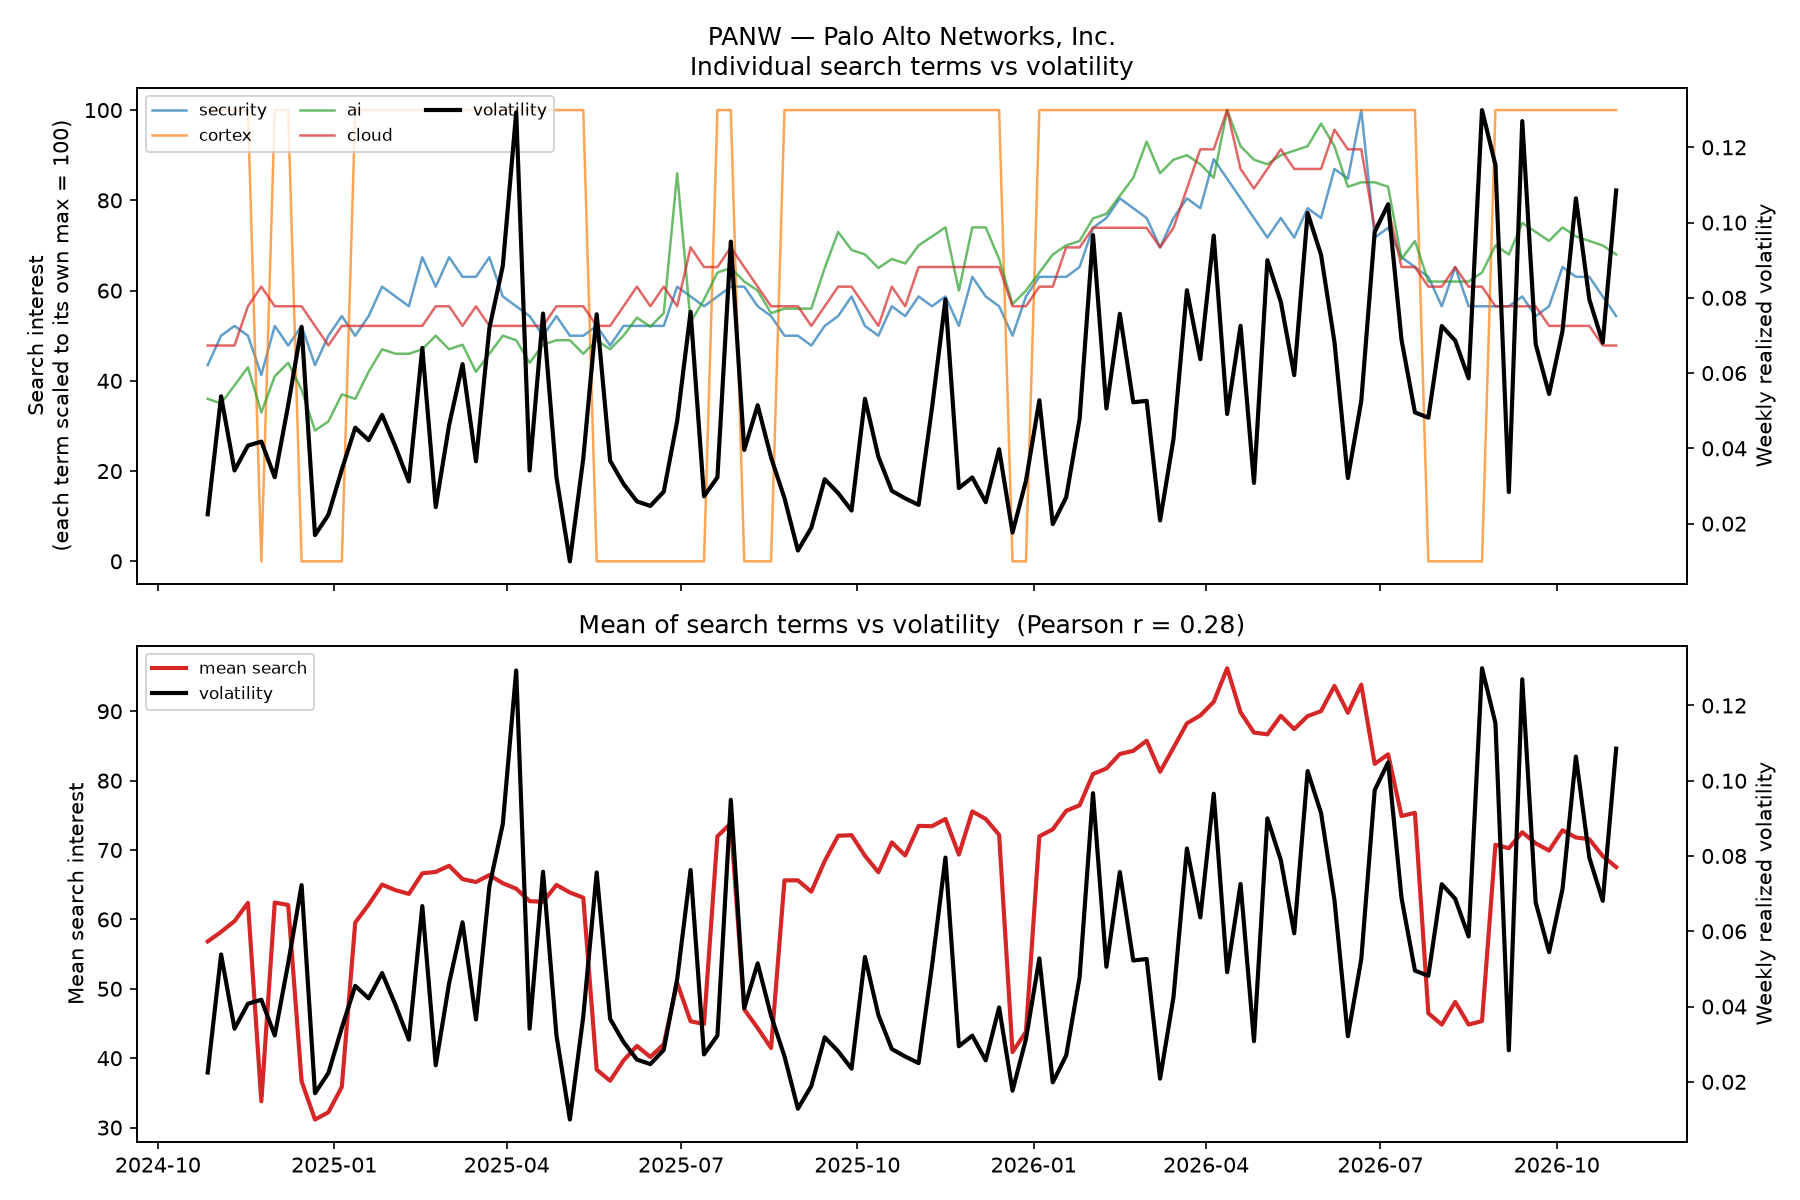 PANW — Palo Alto Networks, Inc.
Individual search terms vs volatility
security
cortex
ai
cloud
volatility
Search interest
(each term scaled to its own max = 100)
100
80
60
40
20
0
0.12
0.10
0.08
0.06
0.04
0.02
Weekly realized volatility
Mean of search terms vs volatility  (Pearson r = 0.28)
mean search
volatility
Mean search interest
90
80
70
60
50
40
30
0.12
0.10
0.08
0.06
0.04
0.02
Weekly realized volatility
2024-10 2025-01 2025-04 2025-07 2025-10 2026-01 2026-04 2026-07 2026-10